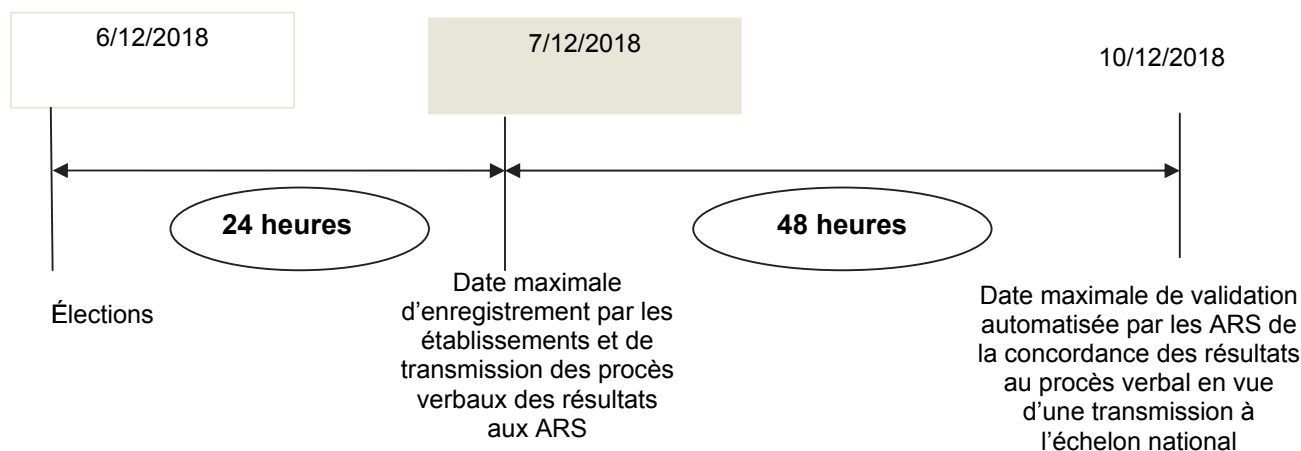 6/12/2018
7/12/2018
10/12/2018
24 heures
48 heures
Élections
Date maximale
d’enregistrement par les
établissements et de
transmission des procès
verbaux des résultats
aux ARS
Date maximale de validation
automatisée par les ARS de
la concordance des résultats
au procès verbal en vue
d’une transmission à
l’échelon national